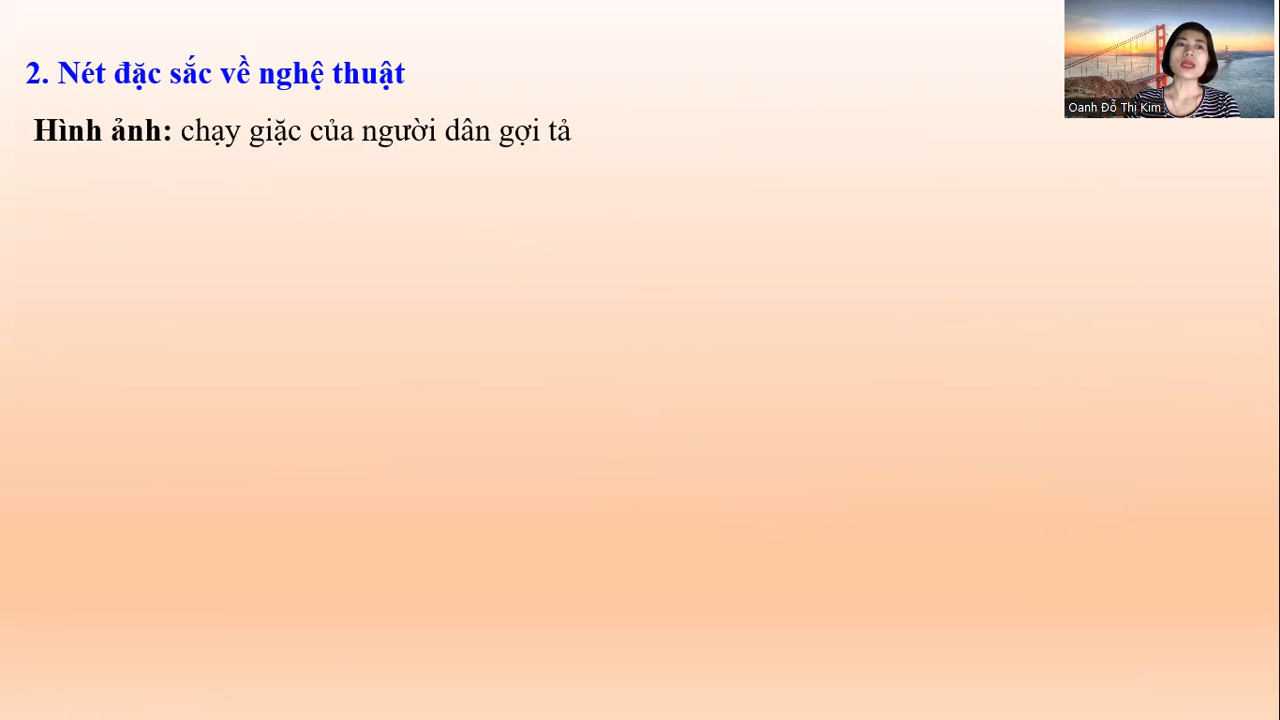 2. Nét đặc sắc về nghệ thuật
Hình ảnh: chạy giặc của người dân gợi tả
Oanh Đỗ Thị Kim